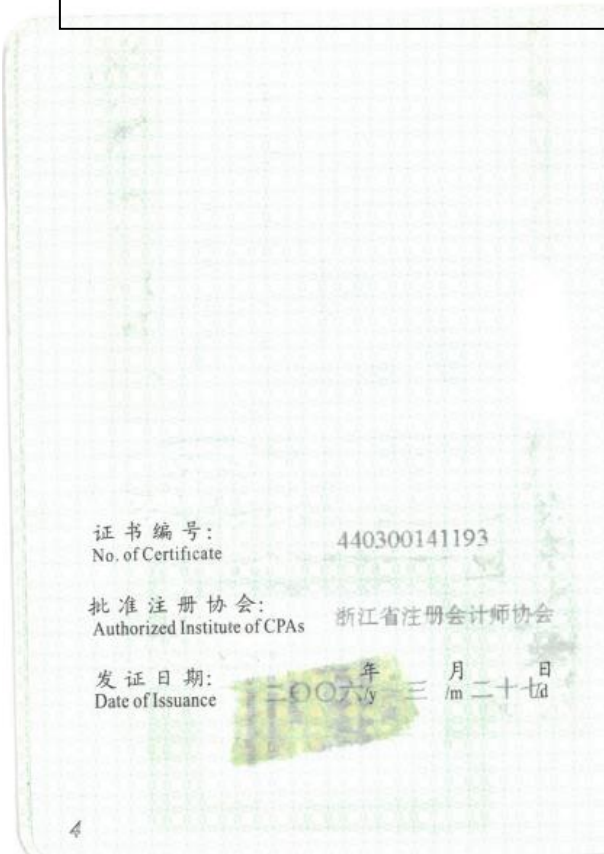 证书编号: 440300141193
No. of Certificate
批准注册协会: 浙江省注册会计师协会
Authorized Institute of CPAs
发证日期: 二〇〇六 年 三 月 二十七 日
Date of Issuance /y /m /d
4